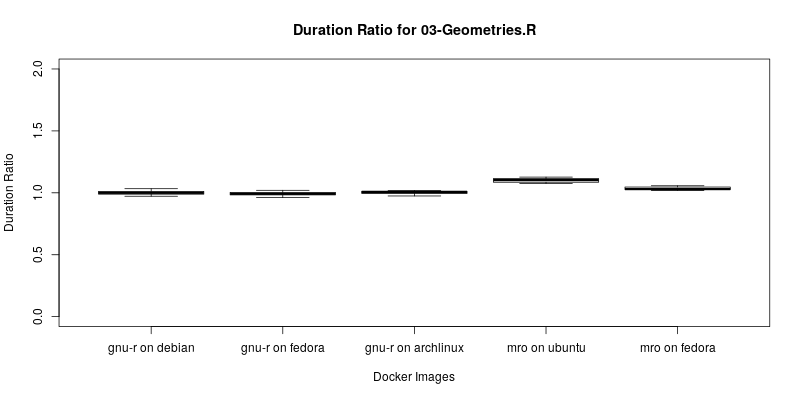 Duration Ratio for 03-Geometries.R
Duration Ratio
2.0
1.5
1.0
0.5
0.0
gnu-r on debian
gnu-r on fedora
gnu-r on archlinux
mro on ubuntu
mro on fedora
Docker Images